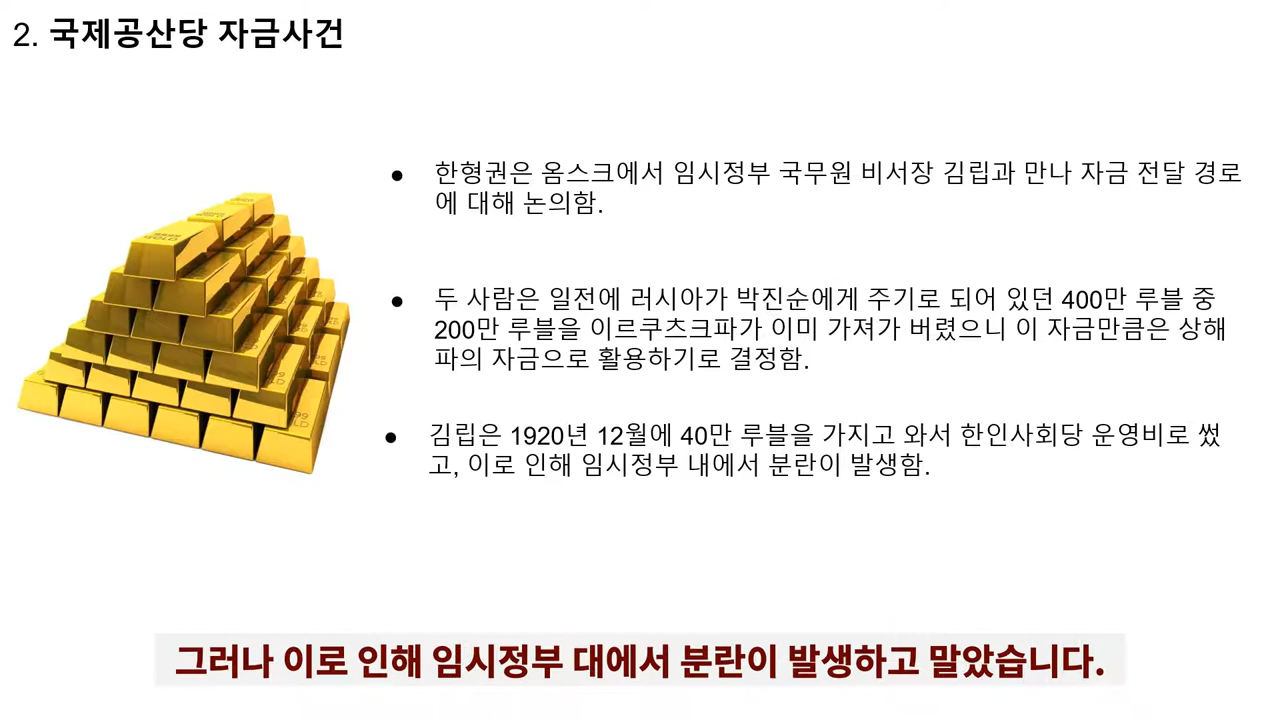 2. 국제공산당 자금사건
● 한형권은 옴스크에서 임시정부 국무원 비서장 김립과 만나 자금 전달 경로
에 대해 논의함.
● 두 사람은 일전에 러시아가 박진순에게 주기로 되어 있던 400만 루블 중
200만 루블을 이르쿠츠크파가 이미 가져가 버렸으니 이 자금만큼은 상해
파의 자금으로 활용하기로 결정함.
● 김립은 1920년 12월에 40만 루블을 가지고 와서 한인사회당 운영비로 썼
고, 이로 인해 임시정부 내에서 분란이 발생함.
그러나 이로 인해 임시정부 대에서 분란이 발생하고 말았습니다.